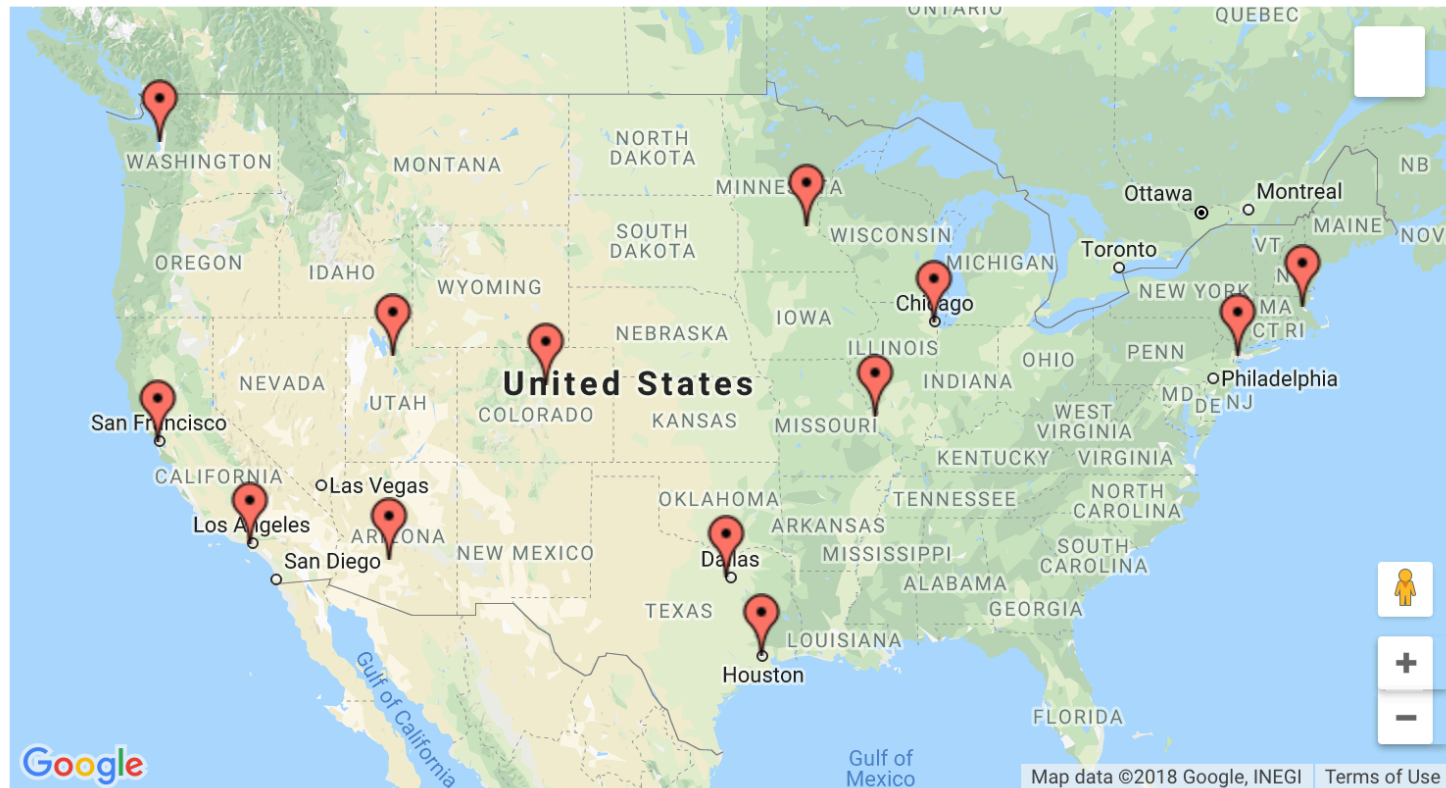 ONTARIO
QUEBEC
WASHINGTON
MONTANA
NORTH
DAKOTA
MINNESOTA
Ottawa
Montreal
NB
MAINE
NOV
VT
N
OREGON
IDAHO
WYOMING
SOUTH
DAKOTA
WISCONSIN
MICHIGAN
Toronto
NEW YORK
MA
CT RI
Chicago
IOWA
NEBRASKA
ILLINOIS
INDIANA
OHIO
PENN
Philadelphia
MD
DE
NJ
United States
NEVADA
UTAH
COLORADO
KANSAS
MISSOURI
WEST
VIRGINIA
VIRGINIA
KENTUCKY
San Francisco
CALIFORNIA
Las Vegas
Los Angeles
San Diego
ARIZONA
NEW MEXICO
OKLAHOMA
ARKANSAS
TENNESSEE
NORTH
CAROLINA
SOUTH
CAROLINA
MISSISSIPPI
ALABAMA
GEORGIA
Dallas
TEXAS
LOUISIANA
Houston
FLORIDA
Gulf of California
Gulf of
Mexico
+
−
Google
Map data ©2018 Google, INEGI
Terms of Use